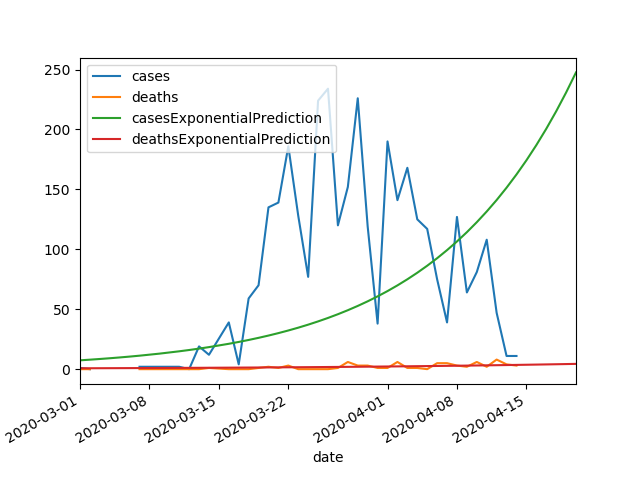 250
200
150
100
50
0
cases
deaths
casesExponentialPrediction
deathsExponentialPrediction
2020-03-01
2020-03-08
2020-03-15
2020-03-22
2020-04-01
2020-04-08
2020-04-15
date